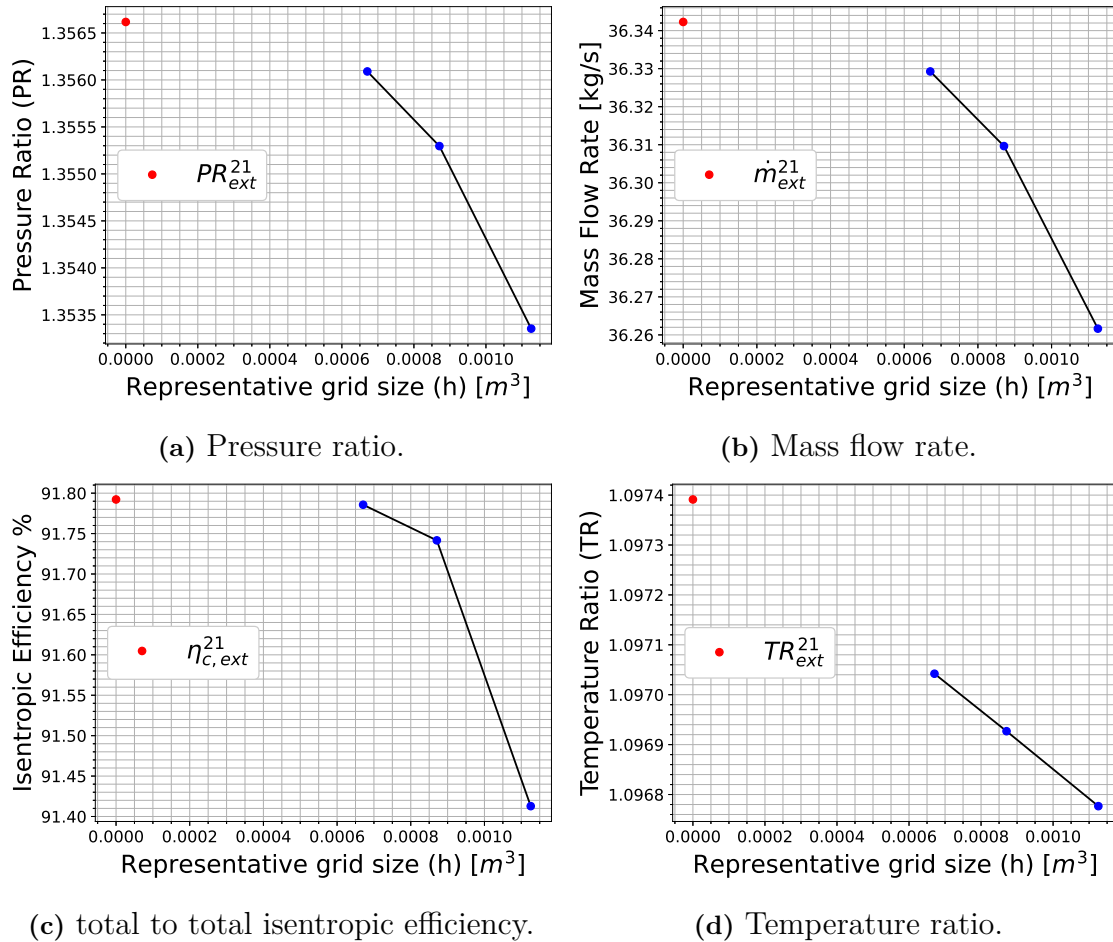 Pressure Ratio (PR)
1.3565
1.3560
1.3555
1.3550
1.3545
1.3540
1.3535
PR_{ext}^{21}
0.0000 0.0002 0.0004 0.0006 0.0008 0.0010
Representative grid size (h) [m^3]
(a) Pressure ratio.
Mass Flow Rate [kg/s]
36.34
36.33
36.32
36.31
36.30
36.29
36.28
36.27
36.26
ṁ_{ext}^{21}
0.0000 0.0002 0.0004 0.0006 0.0008 0.0010
Representative grid size (h) [m^3]
(b) Mass flow rate.
Isentropic Efficiency %
91.80
91.75
91.70
91.65
91.60
91.55
91.50
91.45
91.40
η_{c, ext}^{21}
0.0000 0.0002 0.0004 0.0006 0.0008 0.0010
Representative grid size (h) [m^3]
(c) total to total isentropic efficiency.
Temperature Ratio (TR)
1.0974
1.0973
1.0972
1.0971
1.0970
1.0969
1.0968
TR_{ext}^{21}
0.0000 0.0002 0.0004 0.0006 0.0008 0.0010
Representative grid size (h) [m^3]
(d) Temperature ratio.